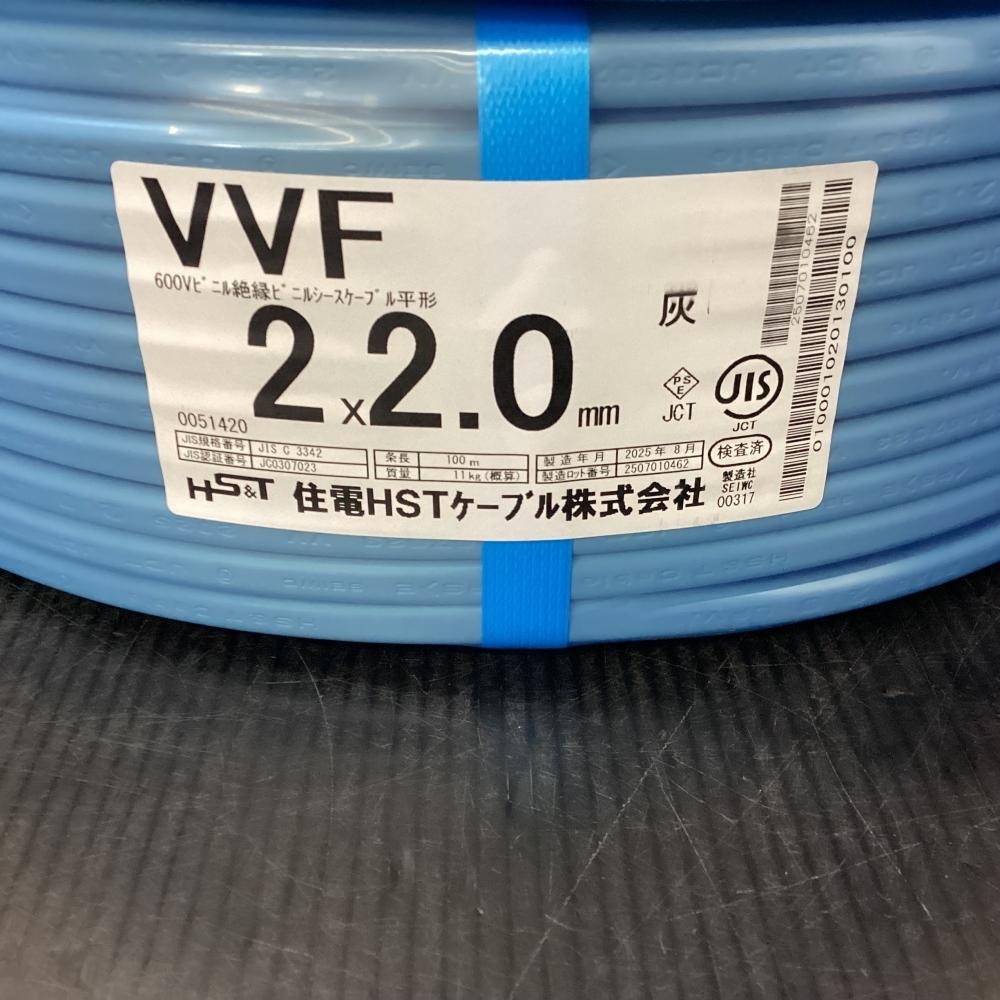 VVF
600Vﾋﾞﾆﾙ絶縁ﾋﾞﾆﾙｼｰｽｹｰﾌﾞﾙ平形
灰
2x2.0mm
0051420
PSE
JCT
JIS
JCT
JIS規格番号 JIS C 3342
JIS認証番号 JC0307023
条長 100m
質量 11kg(概算)
製造年月 2025年8月
製造ロット番号 2507010462
検査済
製造社
SEIWC
00317
HS&T 住電HSTケーブル株式会社
2507010462
01000102013010​0